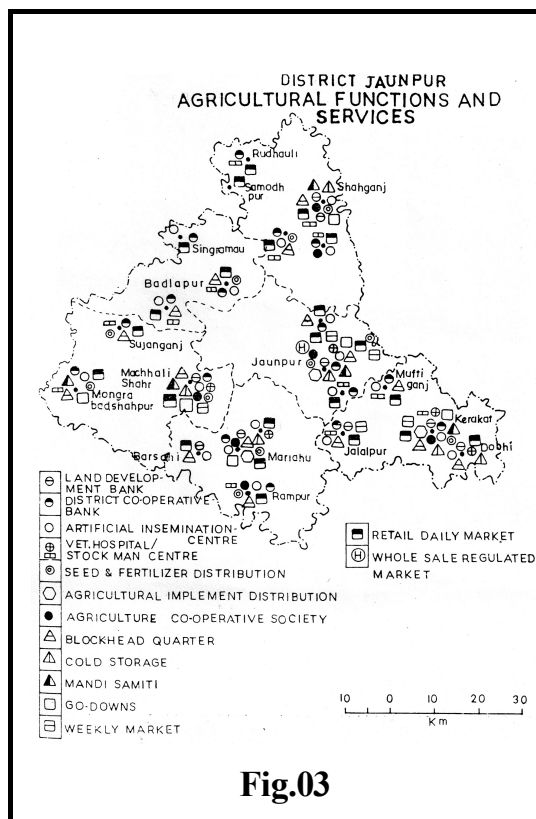 DISTRICT JAUNPUR
AGRICULTURAL FUNCTIONS AND
SERVICES
Rudhauli
Samodh
pur
Shahganj
Singramau
Badlapur
Sujanganj
Jaunpur
Machhali
Shahr
Mufti
ganj
Mongra
badshahpur
Kerakat
Dobhi
Barsathi
Mariahu
Jalalpur
Rampur
LAND DEVELOP-
MENT BANK
DISTRICT CO-OPERATIVE
BANK
ARTIFICIAL INSEMINATION-
CENTRE
VET. HOSPITAL/
STOCK MAN CENTRE
SEED & FERTILIZER DISTRIBUTION
AGRICULTURAL IMPLEMENT DISTRIBUTION
AGRICULTURE CO-OPERATIVE SOCIETY
BLOCKHEAD QUARTER
COLD STORAGE
MANDI SAMITI
GO-DOWNS
WEEKLY MARKET
RETAIL DAILY MARKET
H WHOLE SALE REGULATED
MARKET
10 0 10 20 30
Km
Fig.03